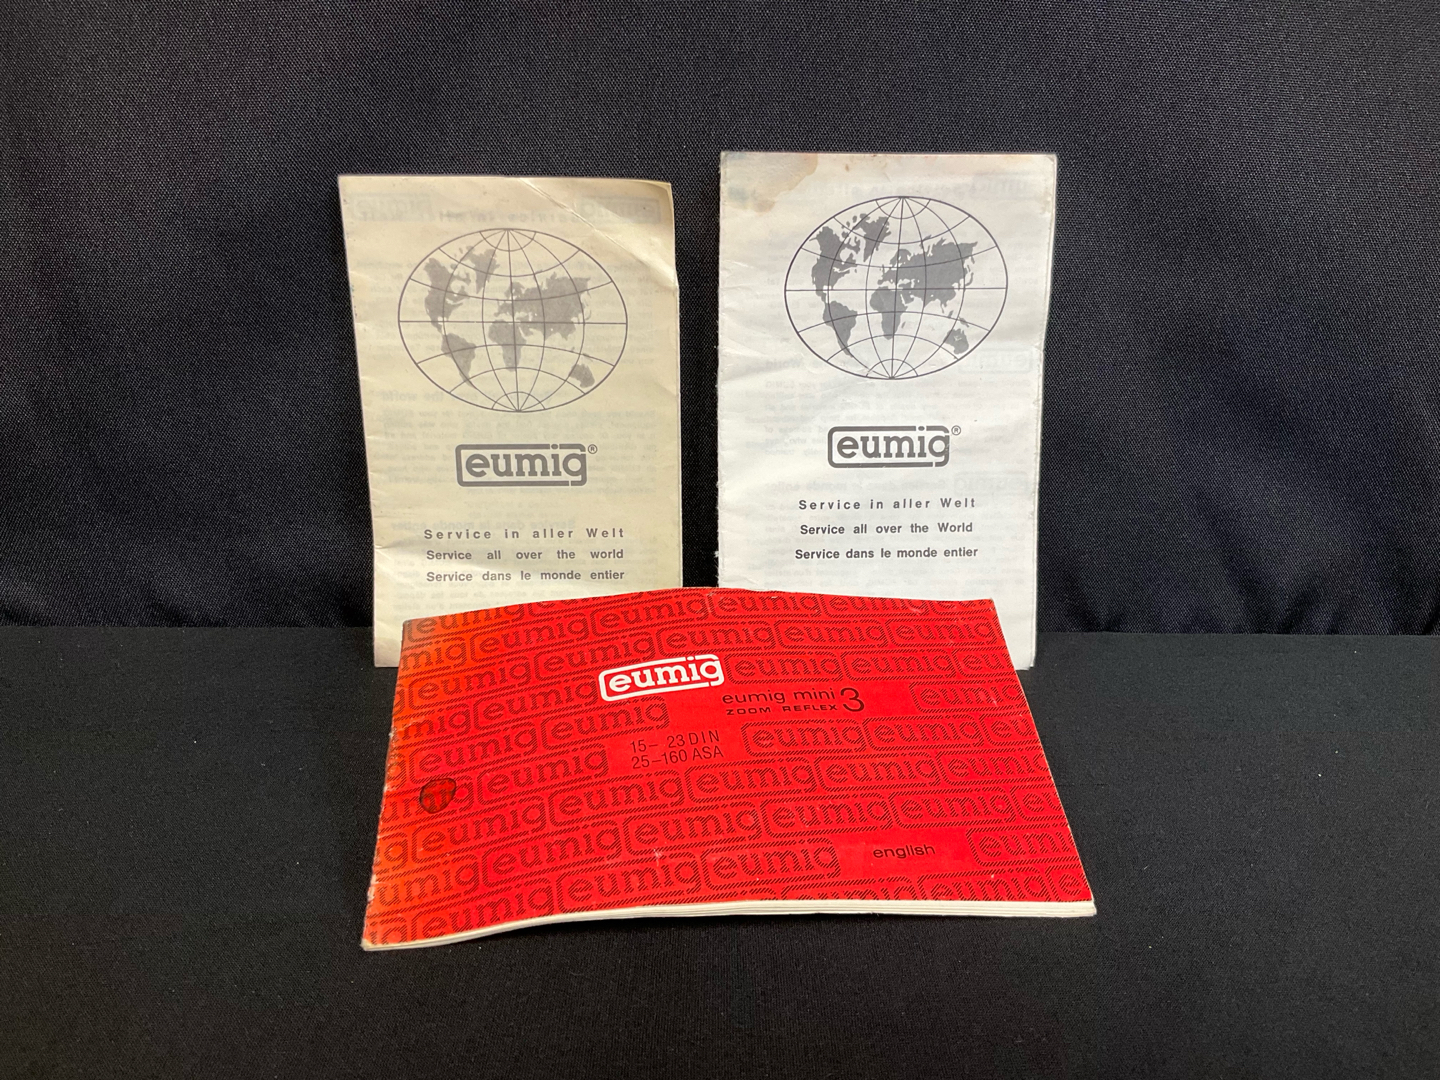 eumig®
Service in aller Welt
Service all over the world
Service dans le monde entier
eumig®
Service in aller Welt
Service all over the World
Service dans le monde entier
eumig
eumig mini 3
ZOOM REFLEX
15– 23 DIN
25–160 ASA
english